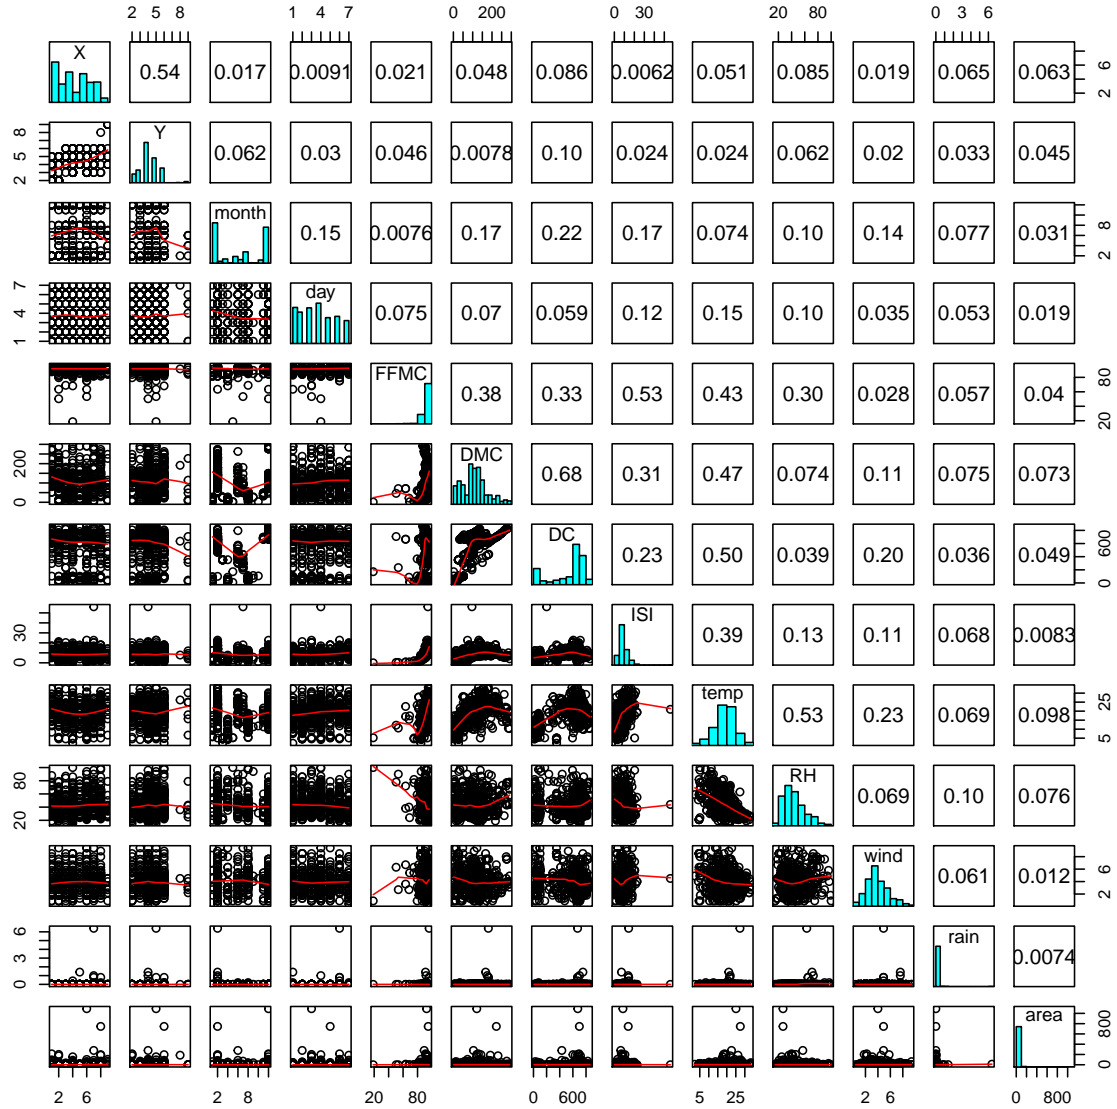 2 5 8 1 4 7 0 200 0 30 20 80 0 3 6
X 0.54 0.017 0.0091 0.021 0.048 0.086 0.0062 0.051 0.085 0.019 0.065 0.063 2 6
2 5 8 Y 0.062 0.03 0.046 0.0078 0.10 0.024 0.024 0.062 0.02 0.033 0.045
month 0.15 0.0076 0.17 0.22 0.17 0.074 0.10 0.14 0.077 0.031 2 8
1 4 7 day 0.075 0.07 0.059 0.12 0.15 0.10 0.035 0.053 0.019
FFMC 0.38 0.33 0.53 0.43 0.30 0.028 0.057 0.04 20 80
0 200 DMC 0.68 0.31 0.47 0.074 0.11 0.075 0.073
DC 0.23 0.50 0.039 0.20 0.036 0.049 0 600
0 30 ISI 0.39 0.13 0.11 0.068 0.0083
temp 0.53 0.23 0.069 0.098 5 25
20 80 RH 0.069 0.10 0.076
wind 0.061 0.012 2 6
0 3 6 rain 0.0074
area 0 800
2 6 2 8 20 80 0 600 5 25 2 6 0 800